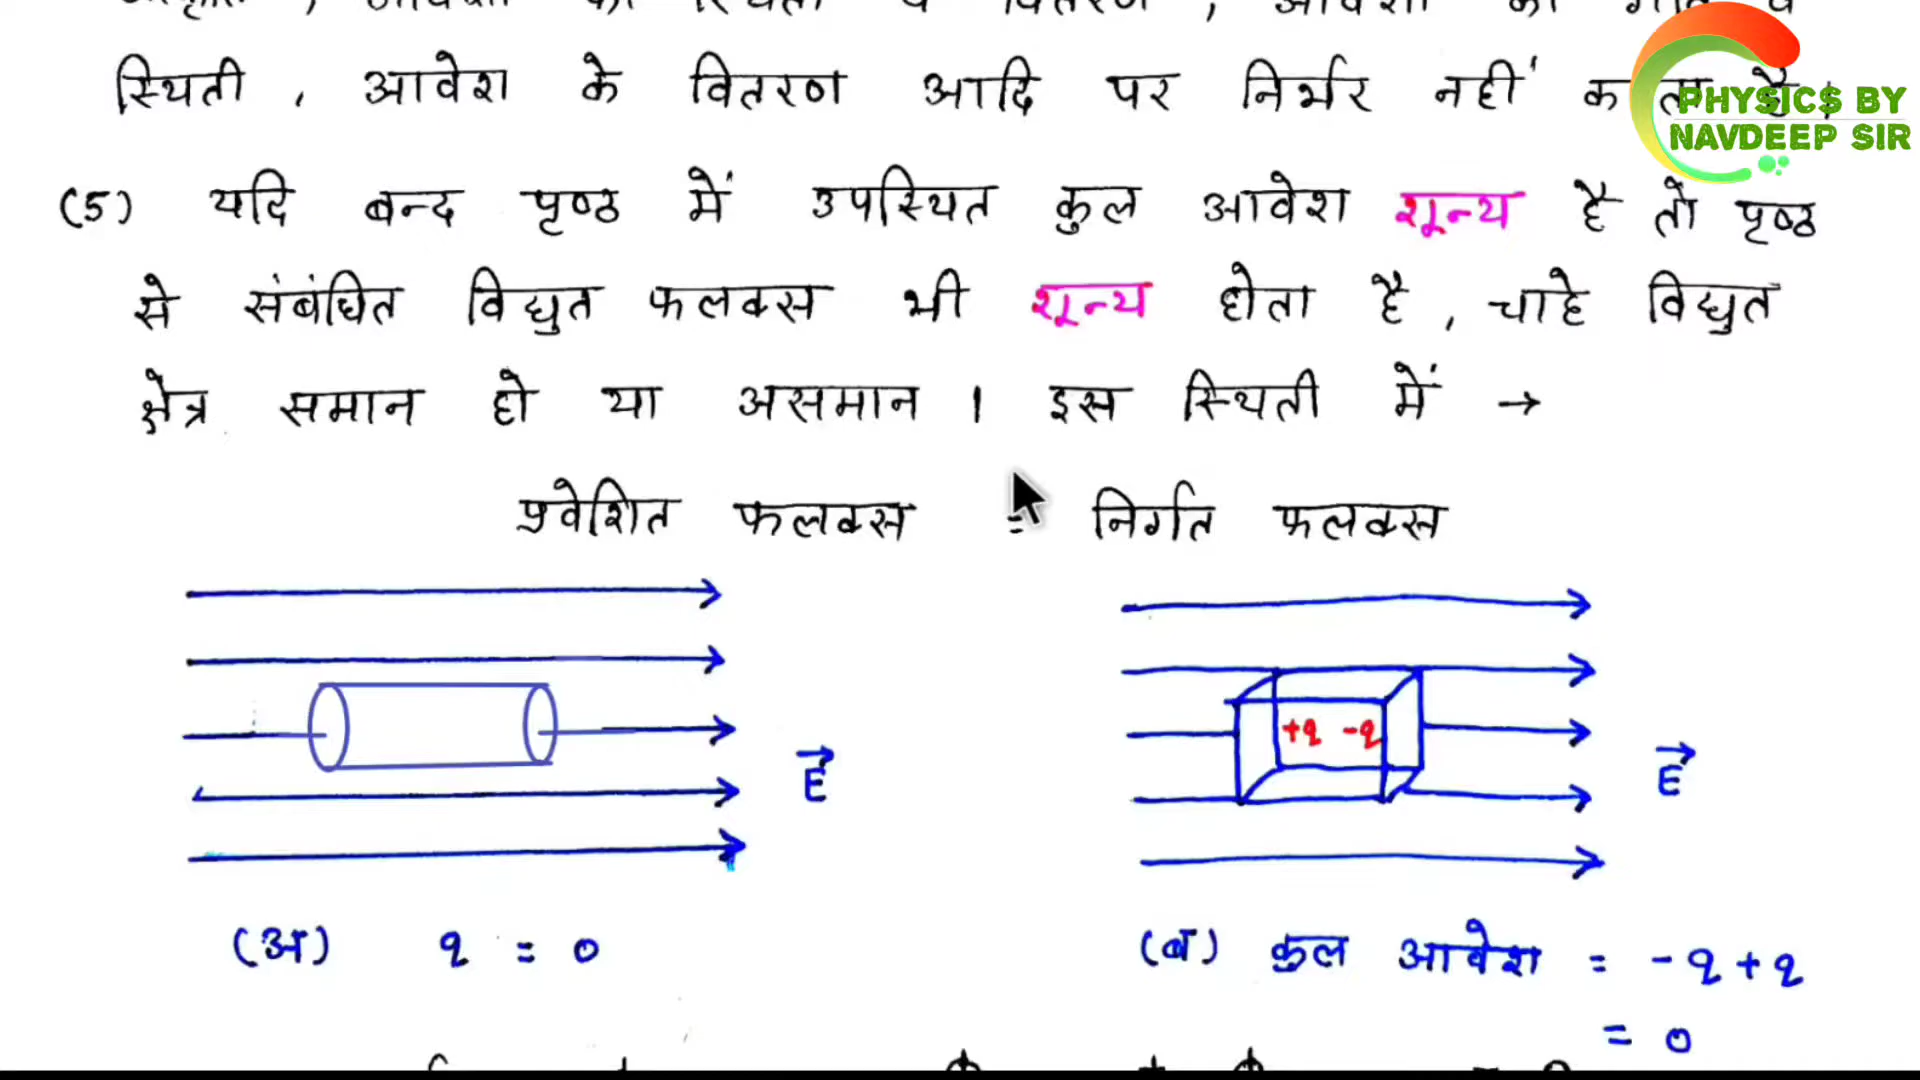 स्थिती , आवेश के वितरण आदि पर निर्भर नहीं
PHYSICS BY
NAVDEEP SIR
(5) यदि बन्द पृष्ठ में उपस्थित कुल आवेश शून्य है तो पृष्ठ
से संबंधित विद्युत फलक्स भी शून्य होता है , चाहे विद्युत
क्षेत्र समान हो या असमान । इस स्थिती में →
प्रवेशित फलक्स = निर्गत फलक्स
+q -q
E
E
(अ) q = 0
(ब) कुल आवेश = - q + q
= 0